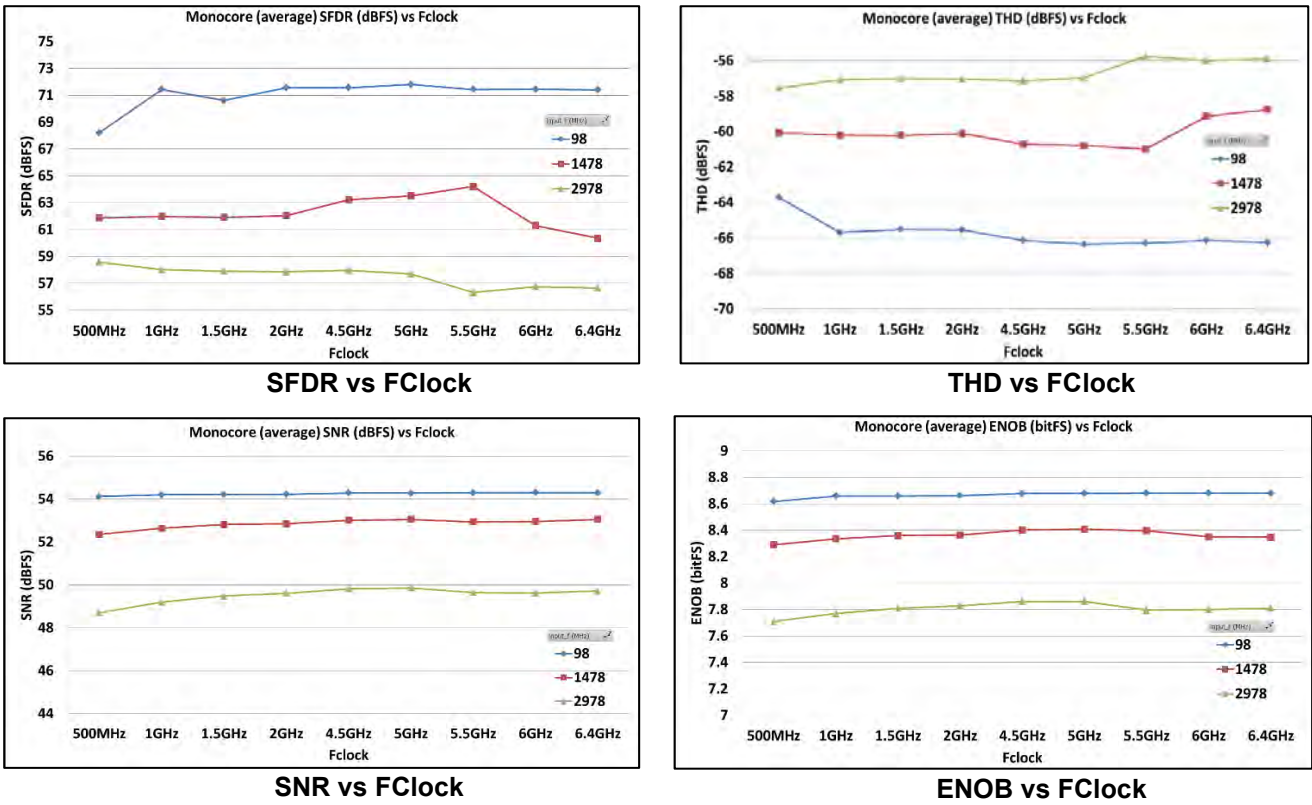 Monocore (average) SFDR (dBFS) vs Fclock
75
73
71
69
67
65
63
61
59
57
55
SFDR (dBFS)
98
1478
2978
500MHz 1GHz 1.5GHz 2GHz 4.5GHz 5GHz 5.5GHz 6GHz 6.4GHz
Fclock
SFDR vs FClock
Monocore (average) THD (dBFS) vs Fclock
-56
-58
-60
-62
-64
-66
-68
-70
THD (dBFS)
98
1478
2978
500MHz 1GHz 1.5GHz 2GHz 4.5GHz 5GHz 5.5GHz 6GHz 6.4GHz
Fclock
THD vs FClock
Monocore (average) SNR (dBFS) vs Fclock
56
54
52
50
48
46
44
SNR (dBFS)
input_f (MHz)
98
1478
2978
500MHz 1GHz 1.5GHz 2GHz 4.5GHz 5GHz 5.5GHz 6GHz 6.4GHz
Fclock
SNR vs FClock
Monocore (average) ENOB (bitFS) vs Fclock
9
8.8
8.6
8.4
8.2
8
7.8
7.6
7.4
7.2
7
ENOB (bitFS)
98
1478
2978
500MHz 1GHz 1.5GHz 2GHz 4.5GHz 5GHz 5.5GHz 6GHz 6.4GHz
Fclock
ENOB vs FClock